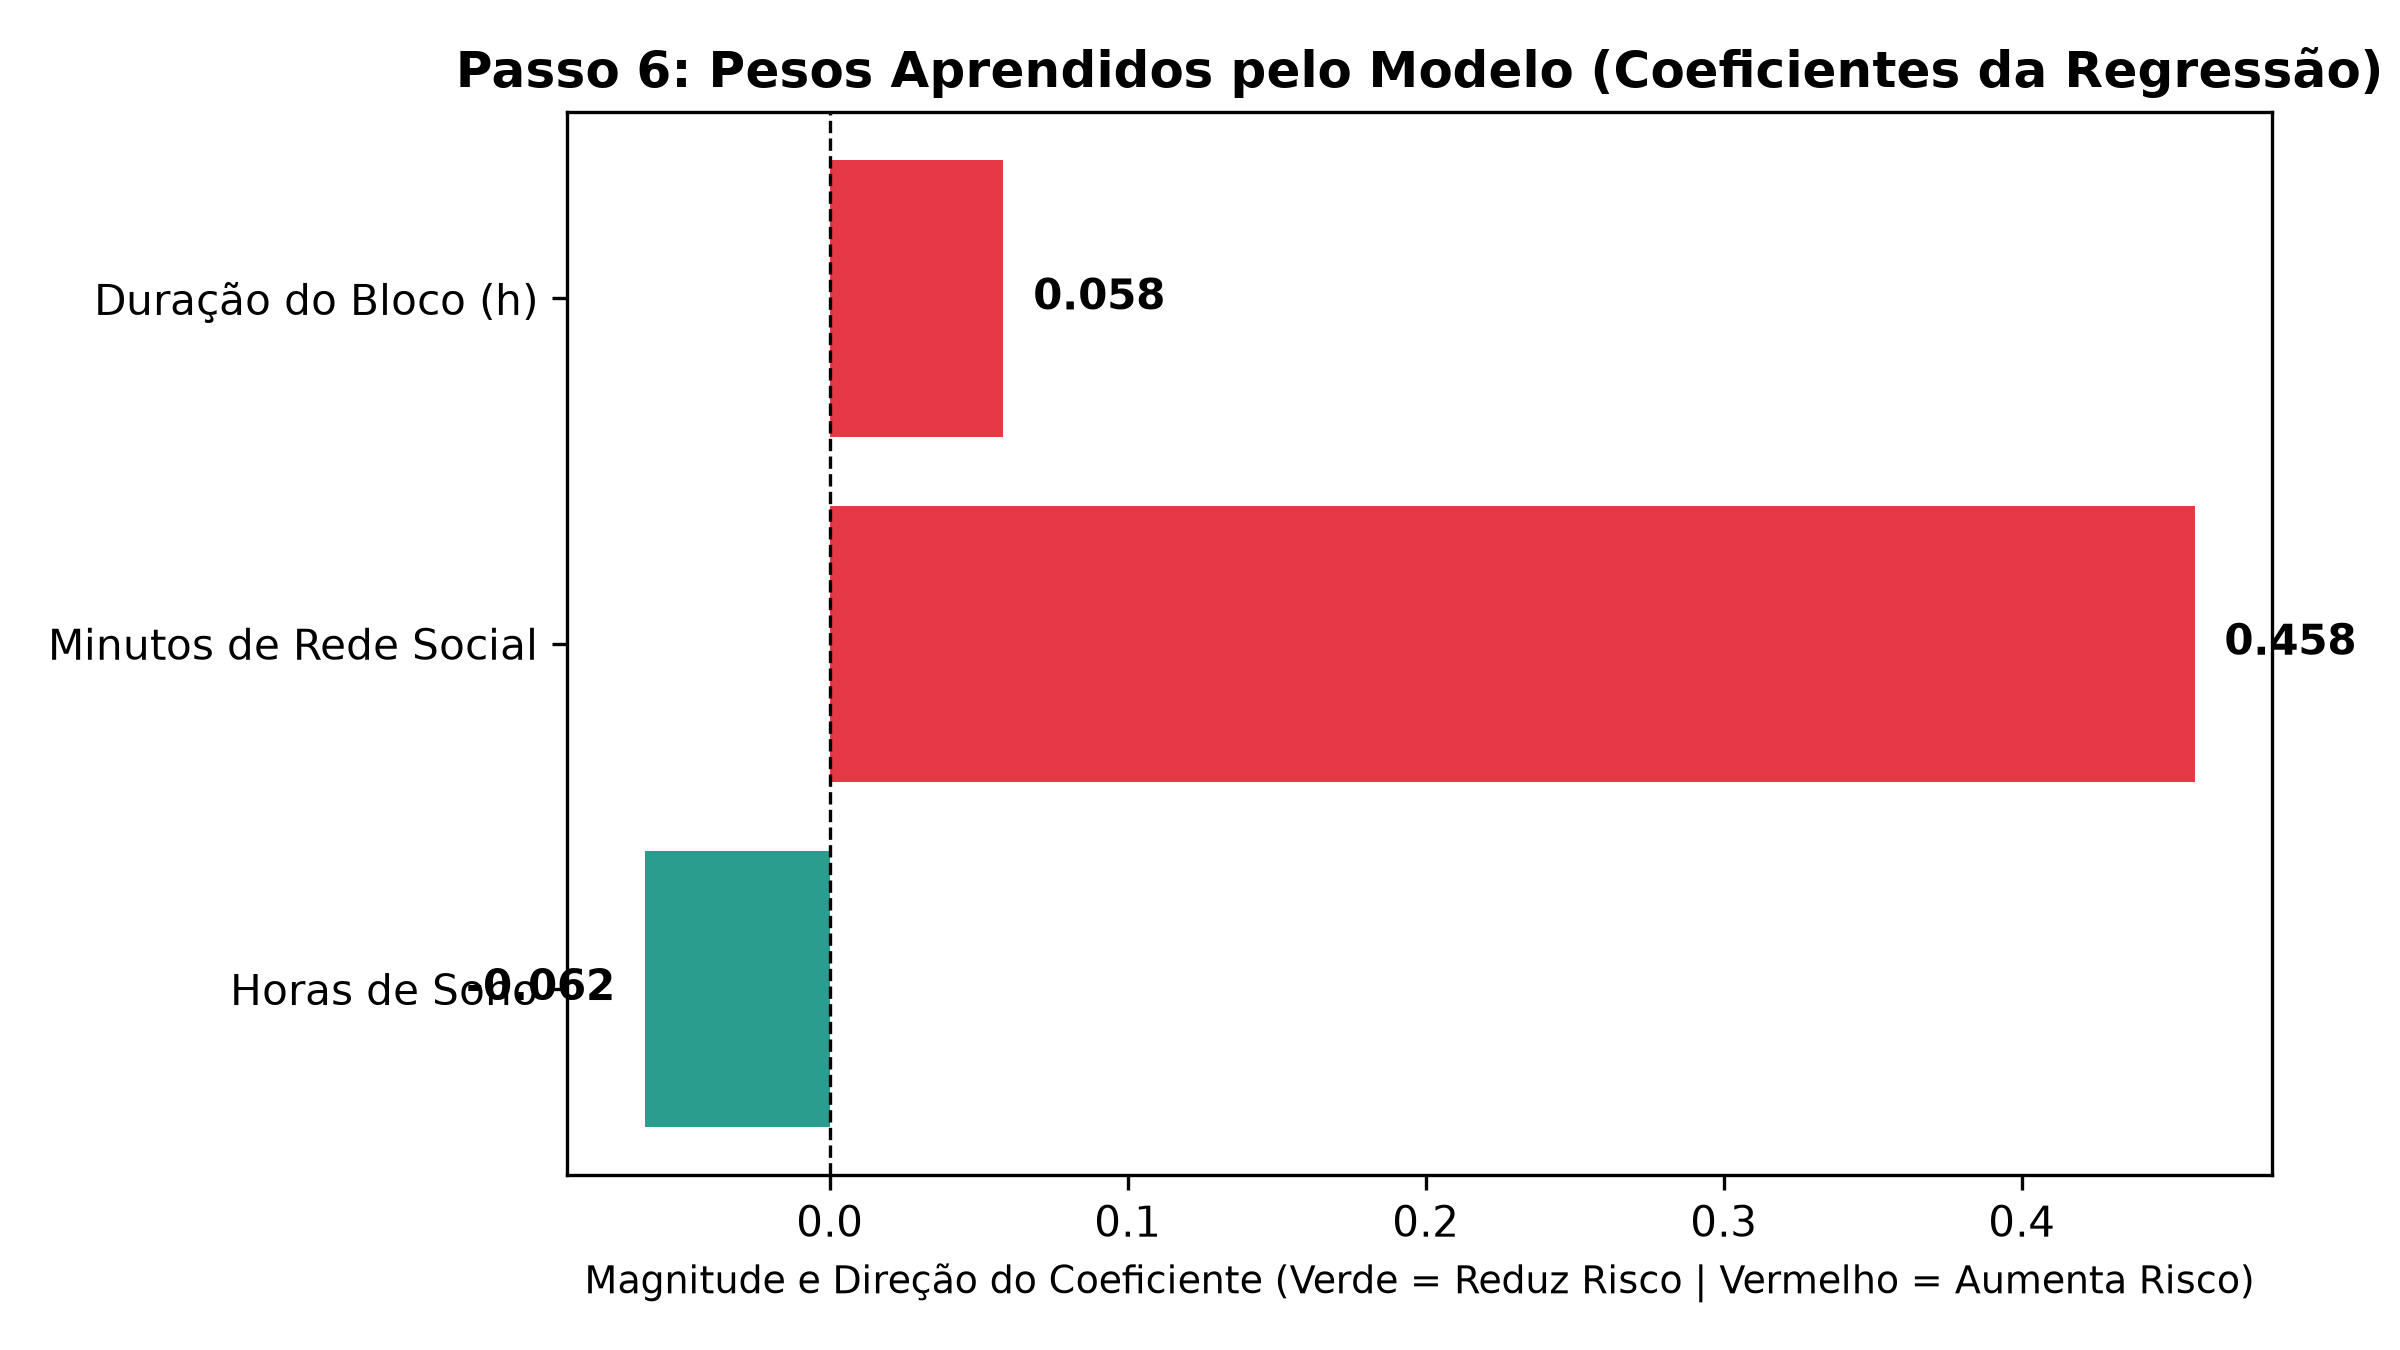 Passo 6: Pesos Aprendidos pelo Modelo (Coeficientes da Regressão)
Duração do Bloco (h)
0.058
Minutos de Rede Social
0.458
Horas de Sono
-0.062
0.0 0.1 0.2 0.3 0.4
Magnitude e Direção do Coeficiente (Verde = Reduz Risco | Vermelho = Aumenta Risco)